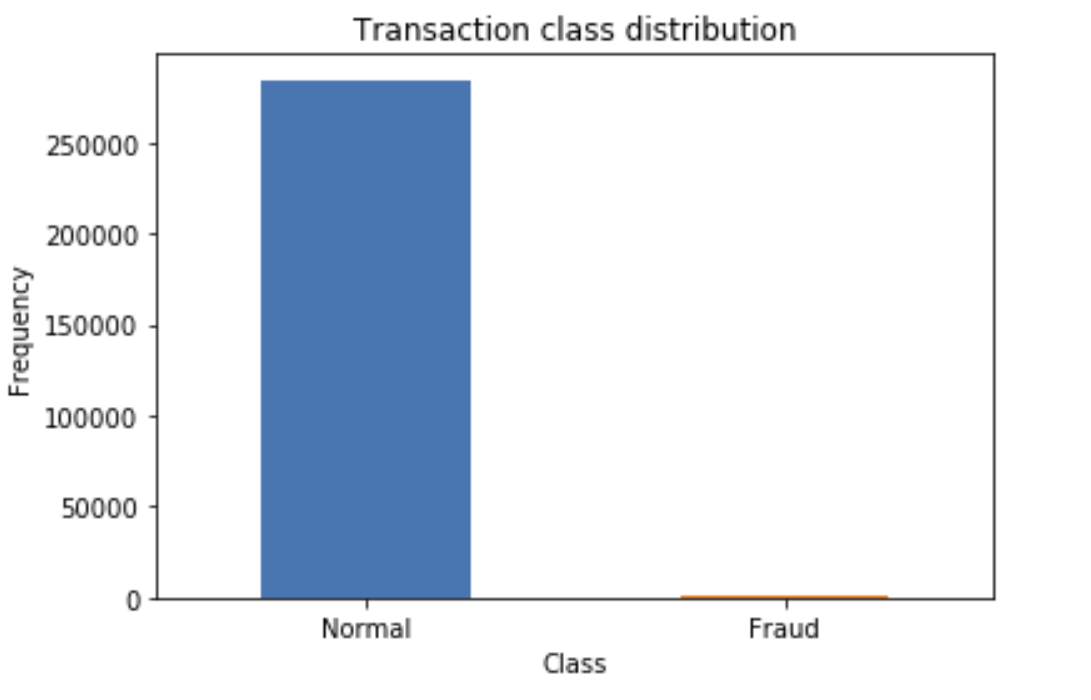 Transaction class distribution
250000
200000
150000
100000
50000
0
Frequency
Normal Fraud
Class